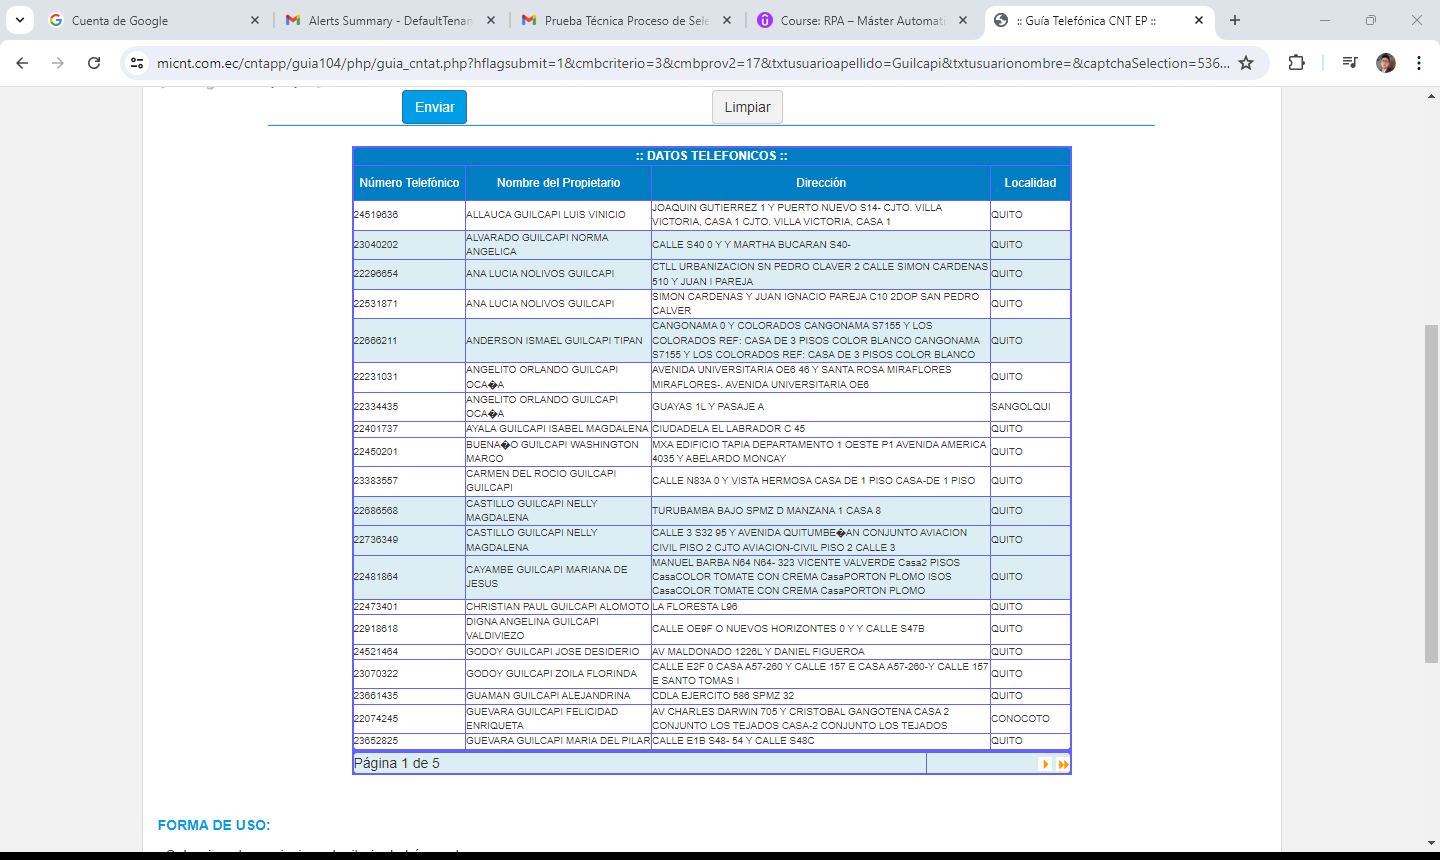 Cuenta de Google
Alerts Summary - DefaultTenan
Prueba Técnica Proceso de Sele
Course: RPA – Máster Automati
:: Guía Telefónica CNT EP ::
micnt.com.ec/cntapp/guia104/php/guia_cntat.php?hflagsubmit=1&cmbcriterio=3&cmbprov2=17&txtusuarioapellido=Guilcapi&txtusuarionombre=&captchaSelection=536...
Enviar Limpiar
:: DATOS TELEFONICOS ::
Número Telefónico Nombre del Propietario Dirección Localidad
24519636 ALLAUCA GUILCAPI LUIS VINICIO JOAQUIN GUTIERREZ 1 Y PUERTO NUEVO S14- CJTO. VILLA
VICTORIA, CASA 1 CJTO. VILLA VICTORIA, CASA 1 QUITO
23040202 ALVARADO GUILCAPI NORMA
ANGELICA CALLE S40 0 Y Y MARTHA BUCARAN S40- QUITO
22296654 ANA LUCIA NOLIVOS GUILCAPI CTLL URBANIZACION SN PEDRO CLAVER 2 CALLE SIMON CARDENAS
510 Y JUAN I PAREJA QUITO
22531871 ANA LUCIA NOLIVOS GUILCAPI SIMON CARDENAS Y JUAN IGNACIO PAREJA C10 2DOP SAN PEDRO
CALVER QUITO
22666211 ANDERSON ISMAEL GUILCAPI TIPAN CANGONAMA 0 Y COLORADOS CANGONAMA S7155 Y LOS
COLORADOS REF: CASA DE 3 PISOS COLOR BLANCO CANGONAMA
S7155 Y LOS COLORADOS REF: CASA DE 3 PISOS COLOR BLANCO QUITO
22231031 ANGELITO ORLANDO GUILCAPI
OCA�A AVENIDA UNIVERSITARIA OE6 46 Y SANTA ROSA MIRAFLORES
MIRAFLORES-. AVENIDA UNIVERSITARIA OE6 QUITO
22334435 ANGELITO ORLANDO GUILCAPI
OCA�A GUAYAS 1L Y PASAJE A SANGOLQUI
22401737 AYALA GUILCAPI ISABEL MAGDALENA CIUDADELA EL LABRADOR C 45 QUITO
22450201 BUENA�O GUILCAPI WASHINGTON
MARCO MXA EDIFICIO TAPIA DEPARTAMENTO 1 OESTE P1 AVENIDA AMERICA
4035 Y ABELARDO MONCAY QUITO
23383557 CARMEN DEL ROCIO GUILCAPI
GUILCAPI CALLE N83A 0 Y VISTA HERMOSA CASA DE 1 PISO CASA-DE 1 PISO QUITO
22686568 CASTILLO GUILCAPI NELLY
MAGDALENA TURUBAMBA BAJO SPMZ D MANZANA 1 CASA 8 QUITO
22736349 CASTILLO GUILCAPI NELLY
MAGDALENA CALLE 3 S32 95 Y AVENIDA QUITUMBE�AN CONJUNTO AVIACION
CIVIL PISO 2 CJTO AVIACION-CIVIL PISO 2 CALLE 3 QUITO
22481864 CAYAMBE GUILCAPI MARIANA DE
JESUS MANUEL BARBA N64 N64- 323 VICENTE VALVERDE Casa2 PISOS
CasaCOLOR TOMATE CON CREMA CasaPORTON PLOMO ISOS
CasaCOLOR TOMATE CON CREMA CasaPORTON PLOMO QUITO
22473401 CHRISTIAN PAUL GUILCAPI ALOMOTO LA FLORESTA L96 QUITO
22918618 DIGNA ANGELINA GUILCAPI
VALDIVIEZO CALLE OE9F O NUEVOS HORIZONTES 0 Y Y CALLE S47B QUITO
24521464 GODOY GUILCAPI JOSE DESIDERIO AV MALDONADO 1226L Y DANIEL FIGUEROA QUITO
23070322 GODOY GUILCAPI ZOILA FLORINDA CALLE E2F 0 CASA A57-260 Y CALLE 157 E CASA A57-260-Y CALLE 157
E SANTO TOMAS I QUITO
23661435 GUAMAN GUILCAPI ALEJANDRINA CDLA EJERCITO 586 SPMZ 32 QUITO
22074245 GUEVARA GUILCAPI FELICIDAD
ENRIQUETA AV CHARLES DARWIN 705 Y CRISTOBAL GANGOTENA CASA 2
CONJUNTO LOS TEJADOS CASA-2 CONJUNTO LOS TEJADOS CONOCOTO
23652825 GUEVARA GUILCAPI MARIA DEL PILAR CALLE E1B S48- 54 Y CALLE S48C QUITO
Página 1 de 5
FORMA DE USO: